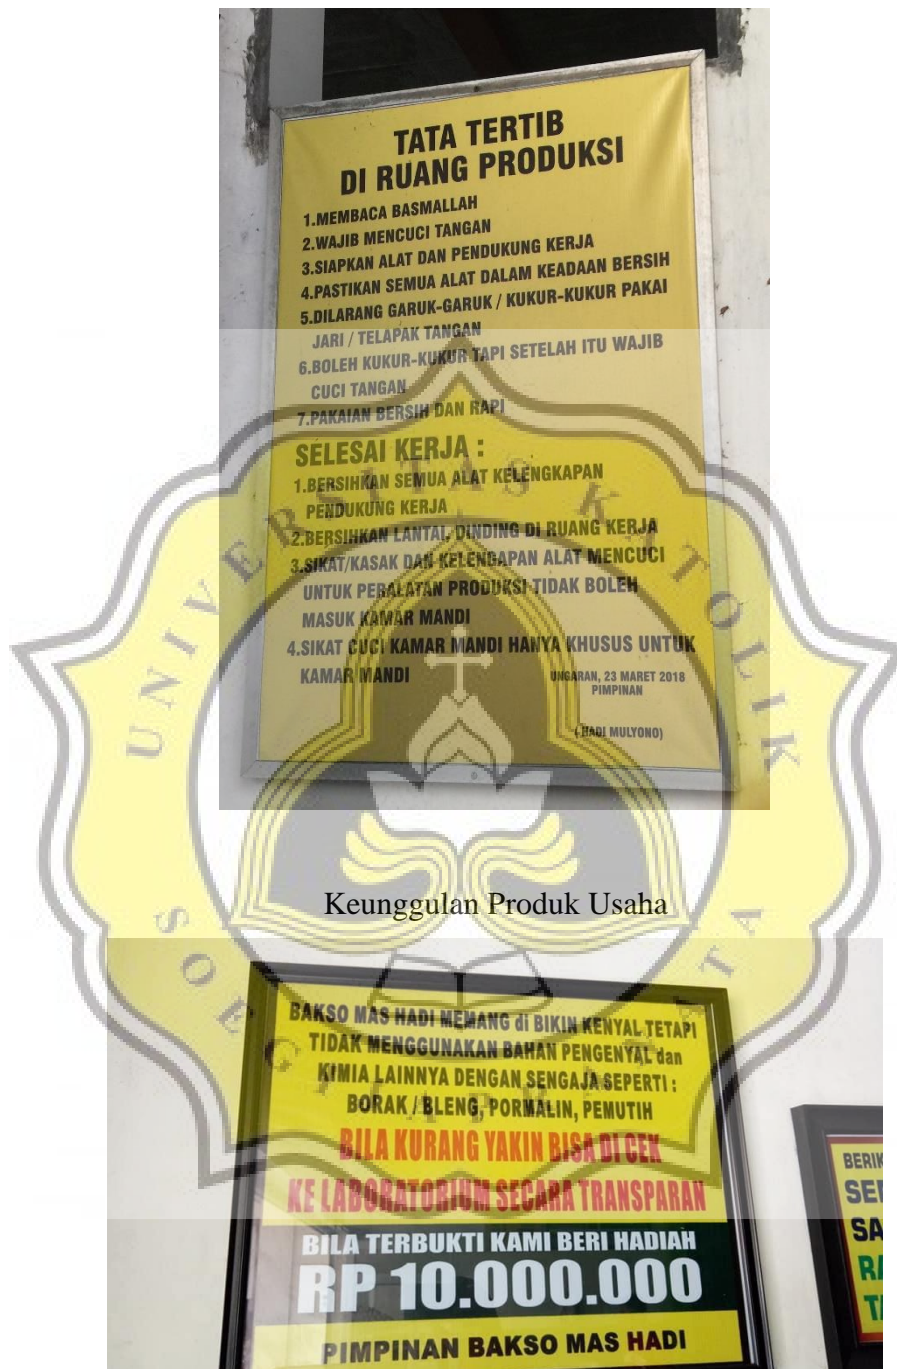 TATA TERTIB
DI RUANG PRODUKSI
1.MEMBACA BASMALLAH
2.WAJIB MENCUCI TANGAN
3.SIAPKAN ALAT DAN PENDUKUNG KERJA
4.PASTIKAN SEMUA ALAT DALAM KEADAAN BERSIH
5.DILARANG GARUK-GARUK / KUKUR-KUKUR PAKAI
JARI / TELAPAK TANGAN
6.BOLEH KUKUR-KUKUR TAPI SETELAH ITU WAJIB
CUCI TANGAN
7.PAKAIAN BERSIH DAN RAPI
SELESAI KERJA :
1.BERSIHKAN SEMUA ALAT KELENGKAPAN
PENDUKUNG KERJA
2.BERSIHKAN LANTAI, DINDING DI RUANG KERJA
3.SIKAT/KASAK DAN KELENGAPAN ALAT MENCUCI
UNTUK PERALATAN PRODUKSI TIDAK BOLEH
MASUK KAMAR MANDI
4.SIKAT CUCI KAMAR MANDI HANYA KHUSUS UNTUK
KAMAR MANDI
UNGARAN, 23 MARET 2018
PIMPINAN
( HADI MULYONO)
UNIVERSITAS KATOLIK
SOEGIJAPRANATA
Keunggulan Produk Usaha
BAKSO MAS HADI MEMANG di BIKIN KENYAL TETAPI
TIDAK MENGGUNAKAN BAHAN PENGENYAL dan
KIMIA LAINNYA DENGAN SENGAJA SEPERTI :
BORAK / BLENG, PORMALIN, PEMUTIH
BILA KURANG YAKIN BISA DI CEK
KE LABORATORIUM SECARA TRANSPARAN
BILA TERBUKTI KAMI BERI HADIAH
RP 10.000.000
PIMPINAN BAKSO MAS HADI